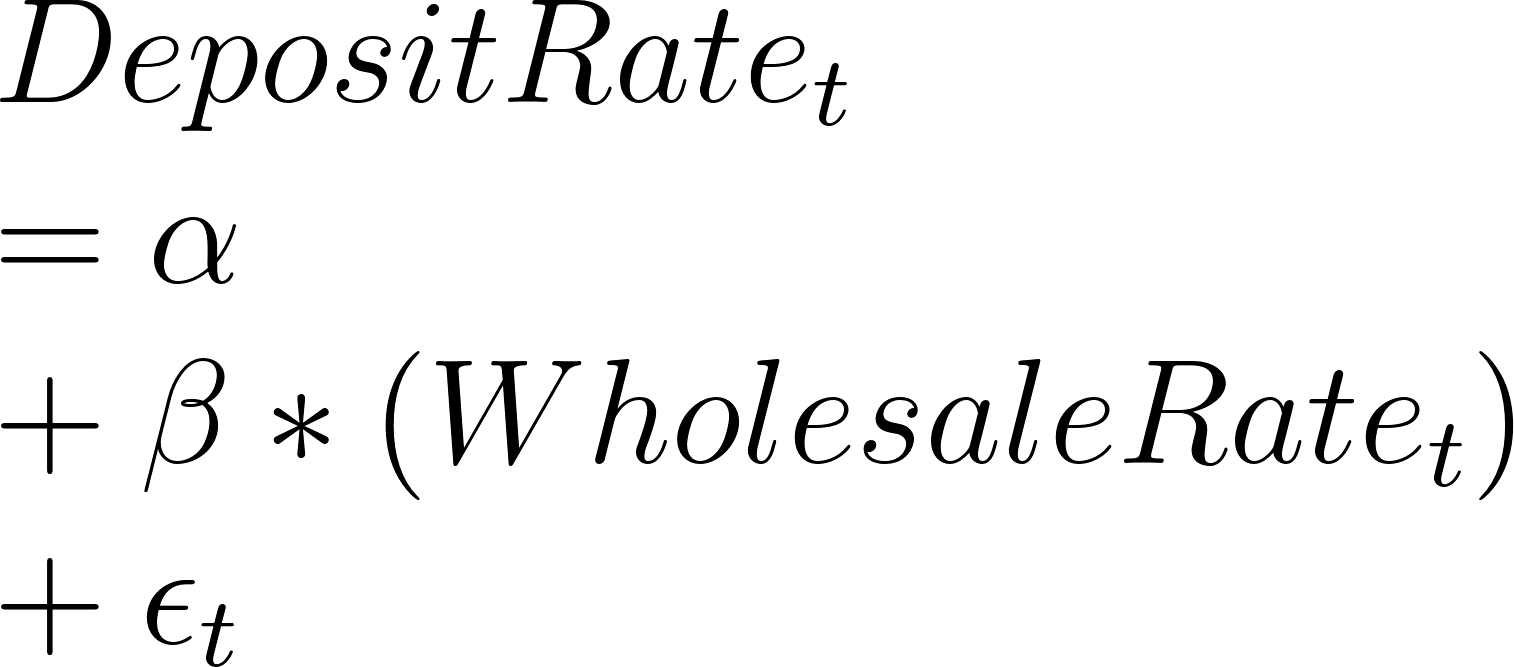 DepositRate_t
= α
+ β * (WholesaleRate_t)
+ ϵ_t